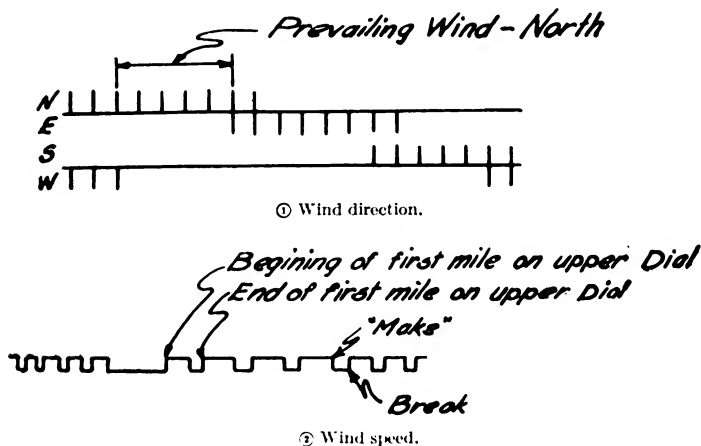 Prevailing Wind - North
N
E
S
W
① Wind direction.
Begining of first mile on upper Dial
End of first mile on upper Dial
"Make"
Break
② Wind speed.